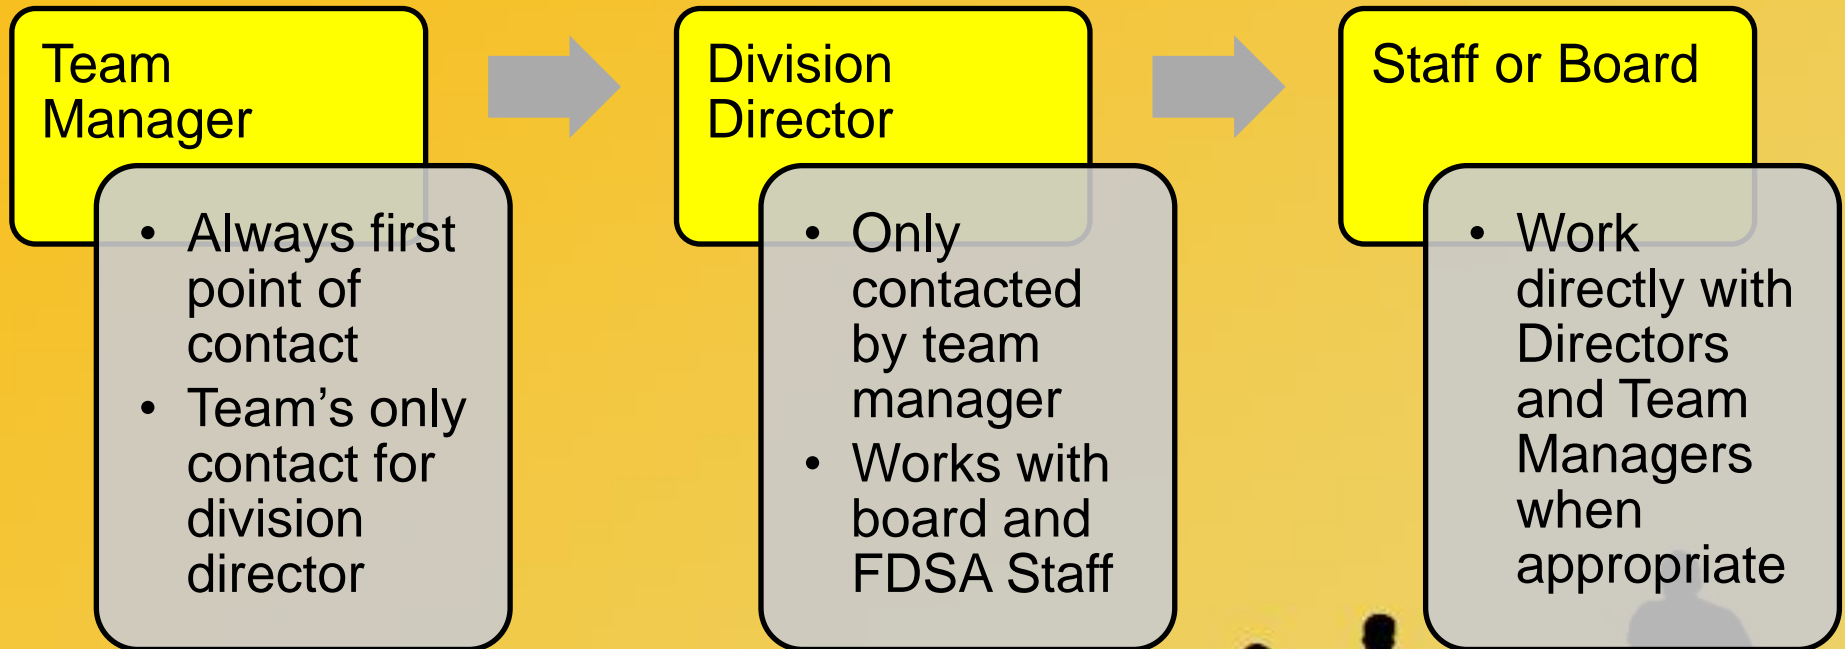 Team
Manager
• Always first
point of
contact
• Team’s only
contact for
division
director
Division
Director
• Only
contacted
by team
manager
• Works with
board and
FDSA Staff
Staff or Board
• Work
directly with
Directors
and Team
Managers
when
appropriate